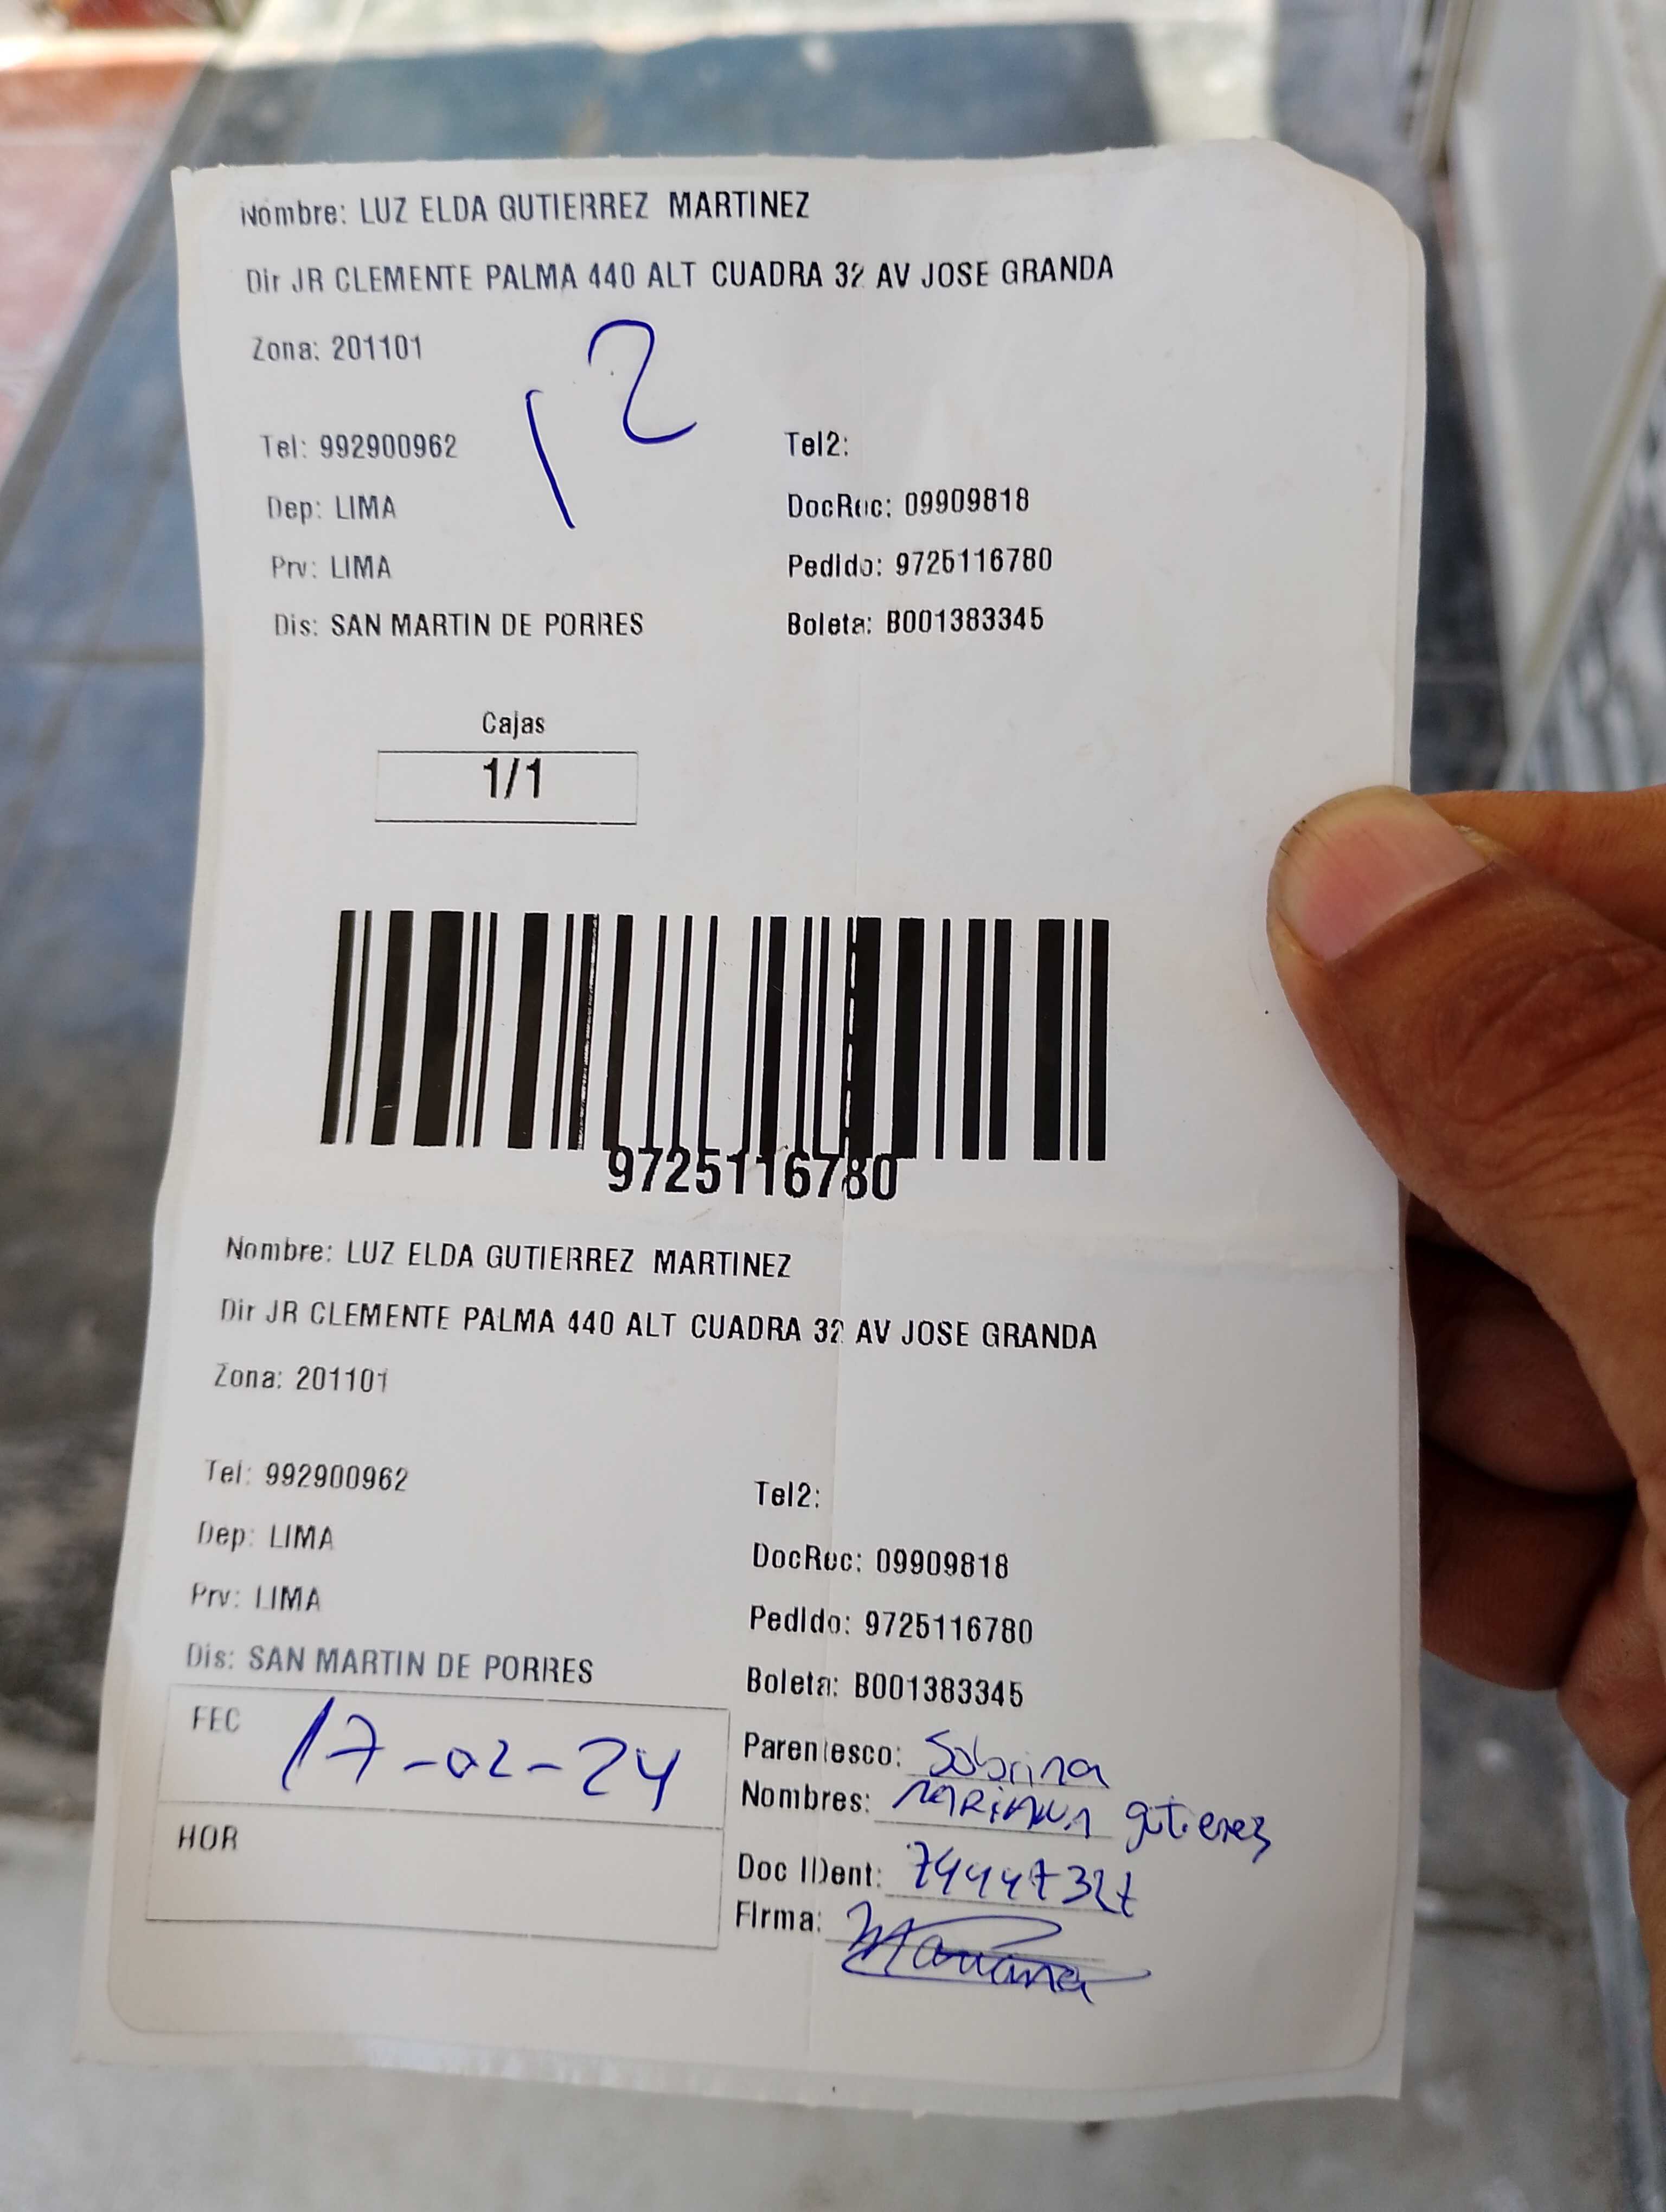 Nombre: LUZ ELDA GUTIERREZ MARTINEZ
Dir JR CLEMENTE PALMA 440 ALT CUADRA 32 AV JOSE GRANDA
Zona: 201101
12
Tel: 992900962 Tel2:
Dep: LIMA DocRec: 09909818
Prv: LIMA Pedido: 9725116780
Dis: SAN MARTIN DE PORRES Boleta: B001383345
Cajas
1/1
9725116780
Nombre: LUZ ELDA GUTIERREZ MARTINEZ
Dir JR CLEMENTE PALMA 440 ALT CUADRA 32 AV JOSE GRANDA
Zona: 201101
Tel: 992900962 Tel2:
Dep: LIMA DocRec: 09909818
Prv: LIMA Pedido: 9725116780
Dis: SAN MARTIN DE PORRES Boleta: B001383345
FEC 17-02-24
Parentesco: Sobrina
Nombres: MARIANA gutierrez
HOR
Doc IDent:
Firma: Mariana